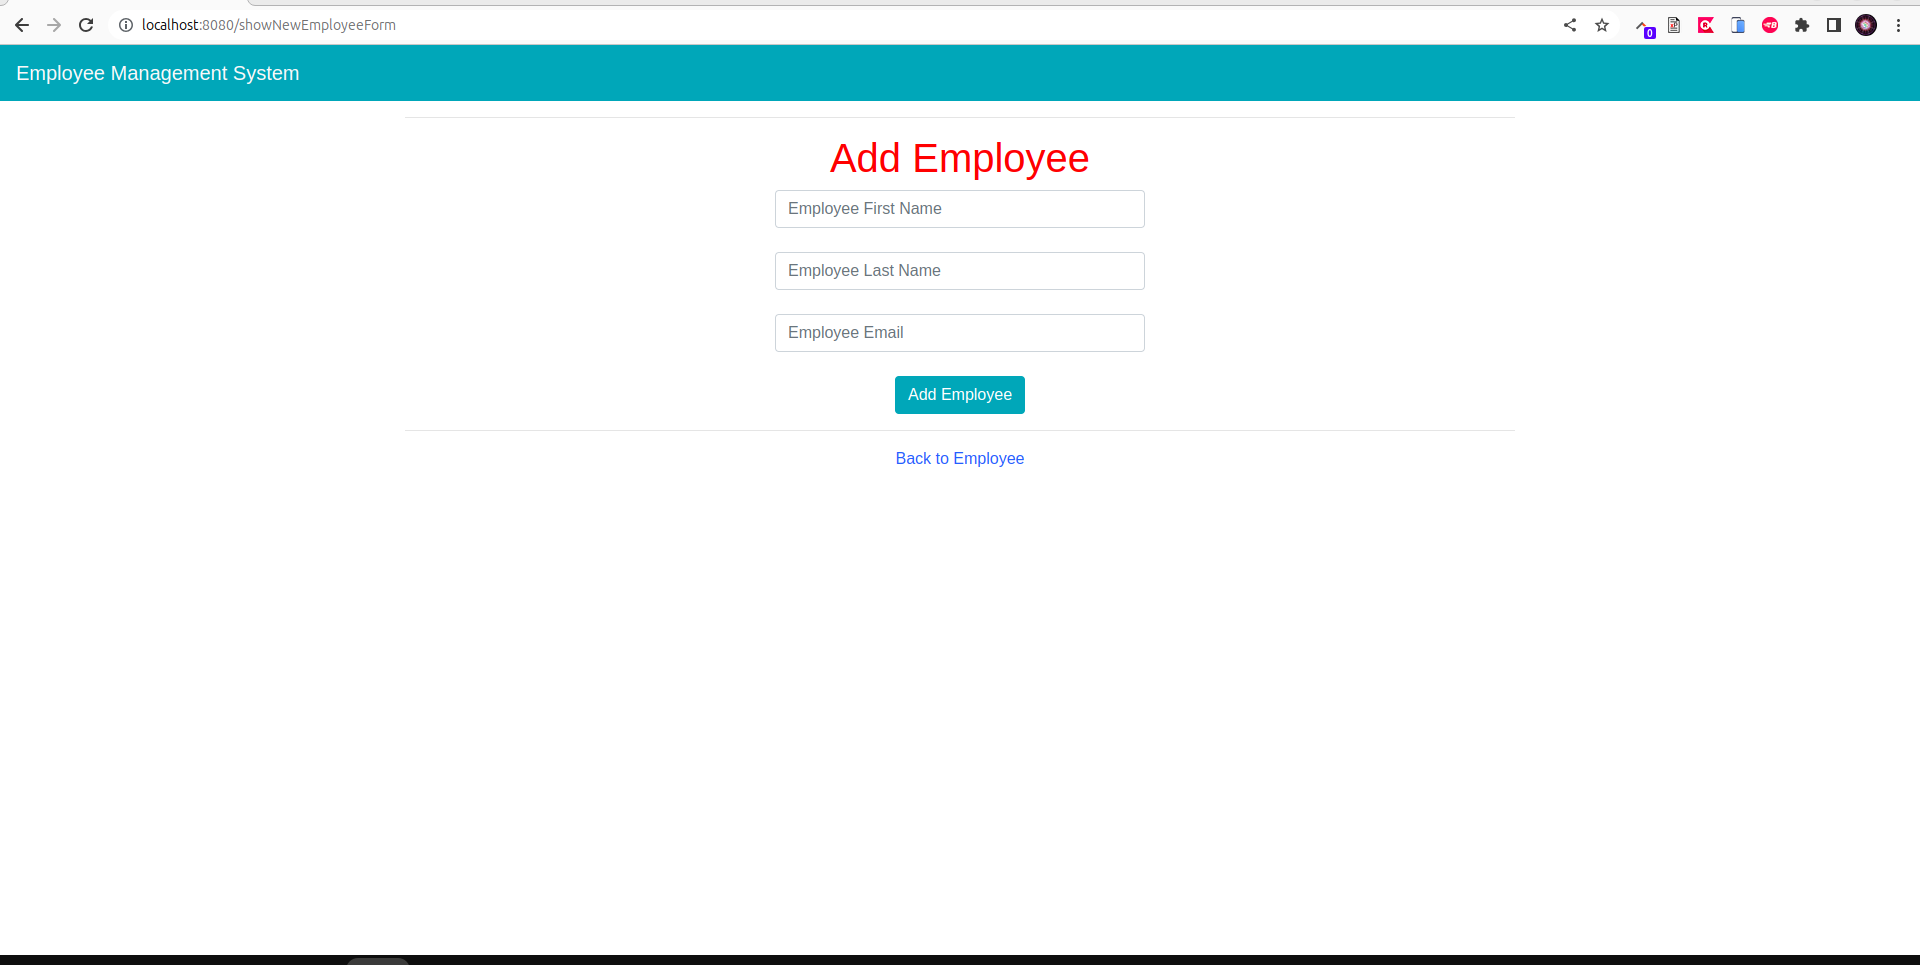 localhost:8080/showNewEmployeeForm
0
Employee Management System
Add Employee
Employee First Name
Employee Last Name
Employee Email
Add Employee
Back to Employee